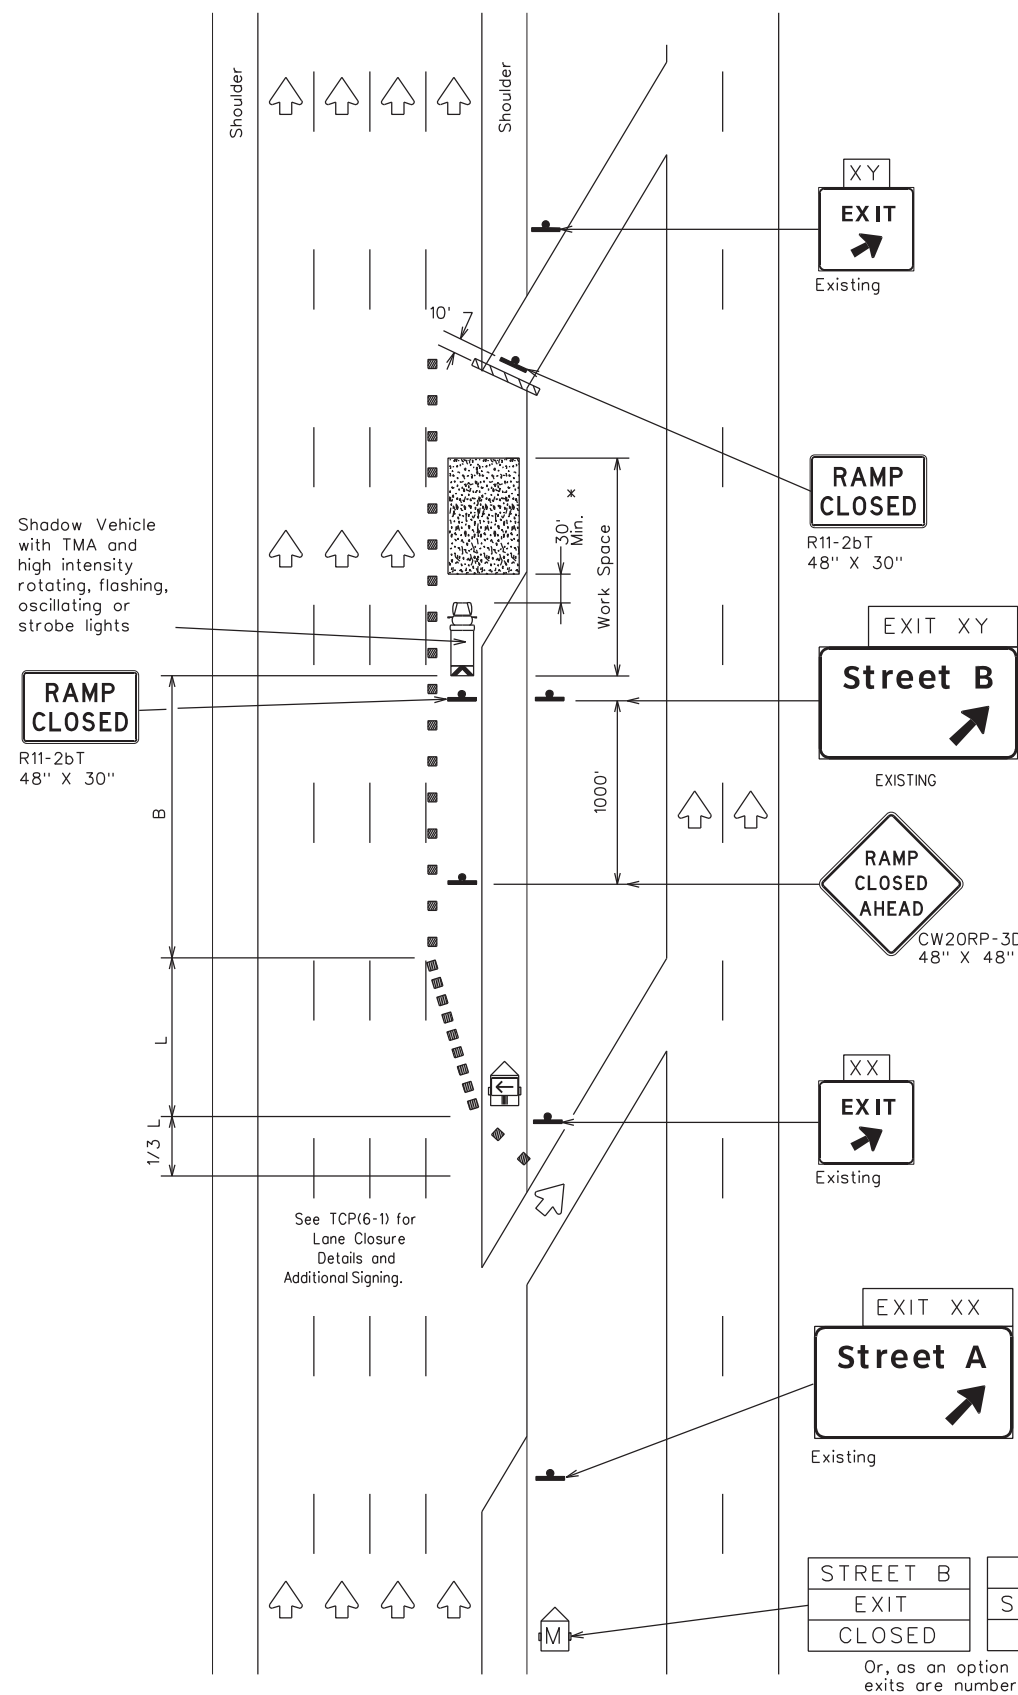 Shoulder
Shoulder
XY
EXIT
Existing
10'
RAMP
CLOSED
R11-2bT
48" X 30"
Shadow Vehicle
with TMA and
high intensity
rotating, flashing,
oscillating or
strobe lights
*
30'
Min.
Work Space
EXIT XY
Street B
EXISTING
RAMP
CLOSED
R11-2bT
48" X 30"
B
1000'
RAMP
CLOSED
AHEAD
CW20RP-3D
48" X 48"
L
1/3 L
XX
EXIT
Existing
See TCP(6-1) for
Lane Closure
Details and
Additional Signing.
EXIT XX
Street A
Existing
STREET B
EXIT
CLOSED
S
M
Or, as an option
exits are number